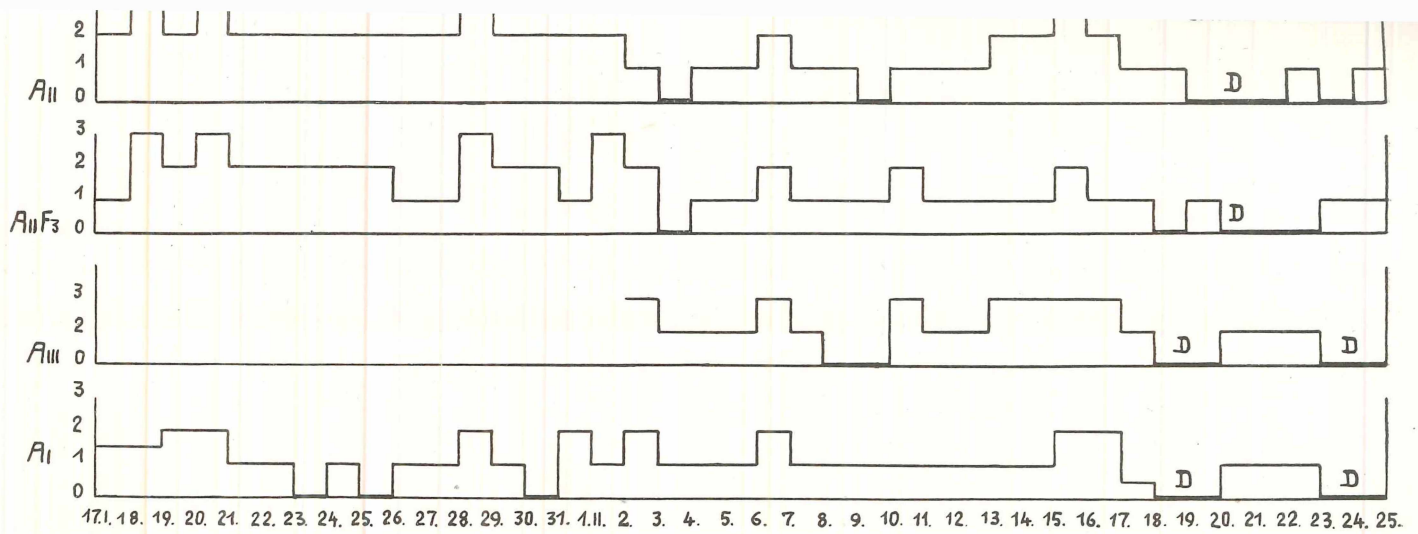 2
1
AII 0 D
3
2
1
AIIF3 0 D
3
2
AIII 0 D D
3
2
1
AI 0 D D
17.I. 18. 19. 20. 21. 22. 23. 24. 25. 26. 27. 28. 29. 30. 31. 1.II. 2. 3. 4. 5. 6. 7. 8. 9. 10. 11. 12. 13. 14. 15. 16. 17. 18. 19. 20. 21. 22. 23. 24. 25.